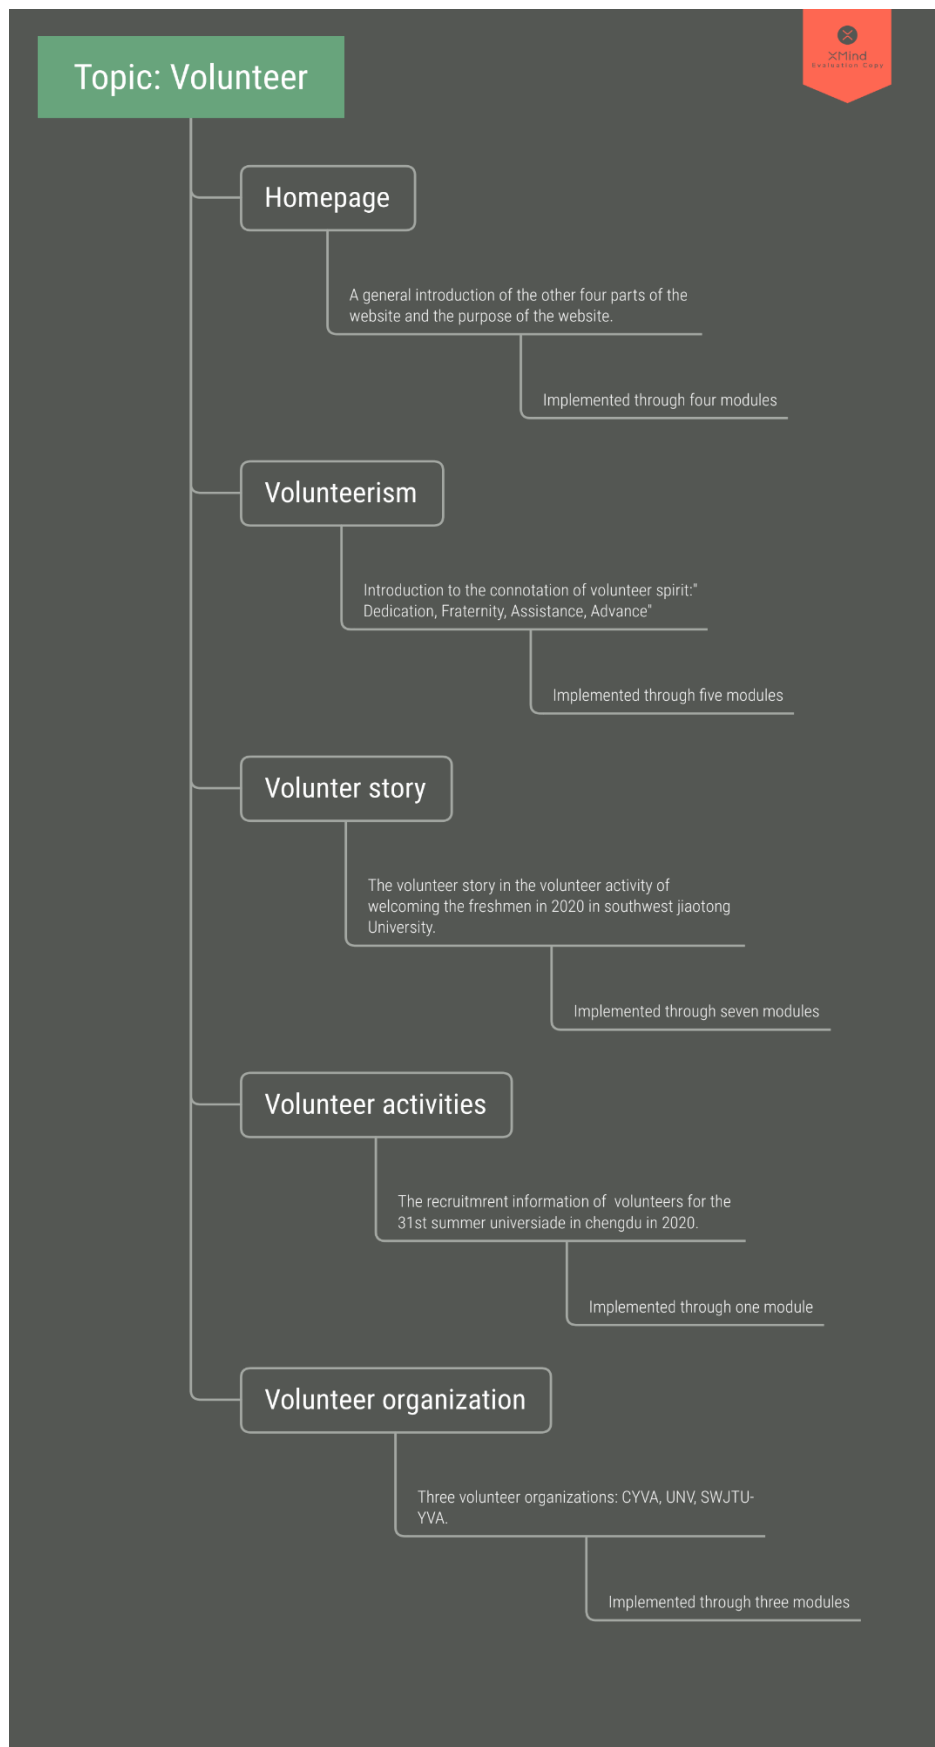 Topic: Volunteer
XMind
Evaluation Copy
Homepage
A general introduction of the other four parts of the
website and the purpose of the website.
Implemented through four modules
Volunteerism
Introduction to the connotation of volunteer spirit:"
Dedication, Fraternity, Assistance, Advance"
Implemented through five modules
Volunter story
The volunteer story in the volunteer activity of
welcoming the freshmen in 2020 in southwest jiaotong
University.
Implemented through seven modules
Volunteer activities
The recruitmrent information of  volunteers for the
31st summer universiade in chengdu in 2020.
Implemented through one module
Volunteer organization
Three volunteer organizations: CYVA, UNV, SWJTU-
YVA.
Implemented through three modules